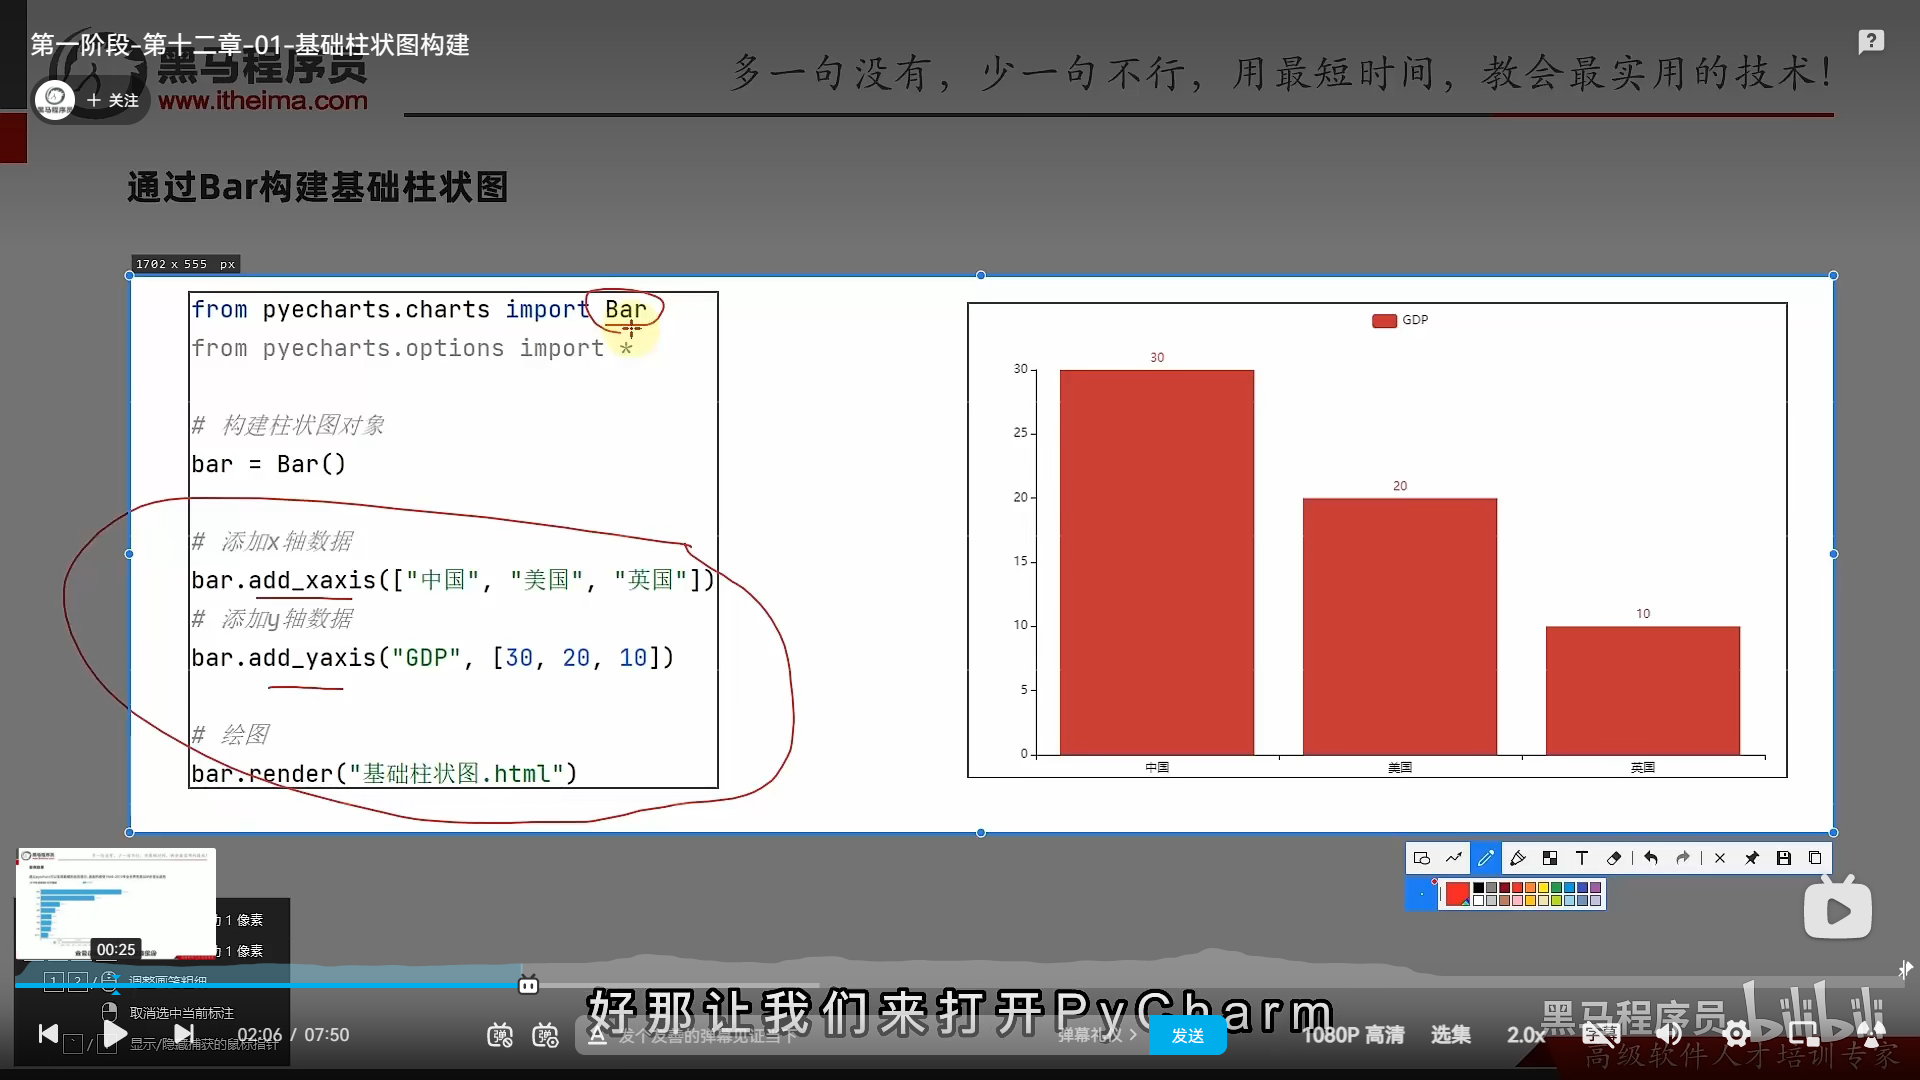 第一阶段-第十二章-01-基础柱状图构建
黑马程序员
www.itheima.com
+ 关注
多一句没有，少一句不行，用最短时间，教会最实用的技术！
通过Bar构建基础柱状图
1702 x 555 px
from pyecharts.charts import Bar
from pyecharts.options import *
# 构建柱状图对象
bar = Bar()
# 添加x轴数据
bar.add_xaxis(["中国", "美国", "英国"])
# 添加y轴数据
bar.add_yaxis("GDP", [30, 20, 10])
# 绘图
bar.render("基础柱状图.html")
GDP
30
30
25
20
20
15
10
10
5
0
中国
美国
英国
T
1 像素
00:25
1 像素
1 2 / 调整画笔粗细
取消选中当前标注
显示/隐藏捕获的鼠标指针
好那让我们来打开PyCharm
02:06 / 07:50
弹
弹
A 发个友善的弹幕见证当下
弹幕礼仪 >
发送
1080P 高清
选集
2.0x
字幕
黑马程序员
bilibili
高级软件人才培训专家